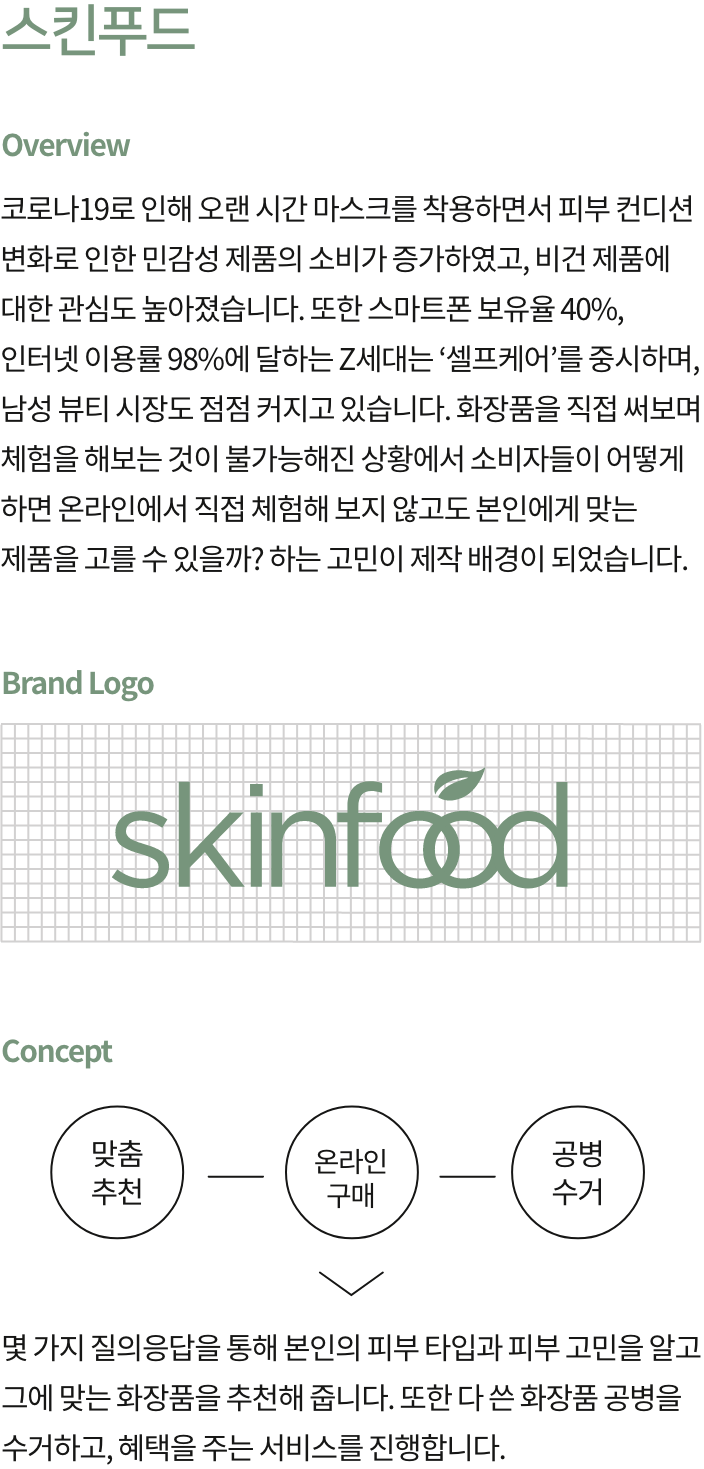 스킨푸드
Overview
코로나19로 인해 오랜 시간 마스크를 착용하면서 피부 컨디션
변화로 인한 민감성 제품의 소비가 증가하였고, 비건 제품에
대한 관심도 높아졌습니다. 또한 스마트폰 보유율 40%,
인터넷 이용률 98%에 달하는 Z세대는 ‘셀프케어’를 중시하며,
남성 뷰티 시장도 점점 커지고 있습니다. 화장품을 직접 써보며
체험을 해보는 것이 불가능해진 상황에서 소비자들이 어떻게
하면 온라인에서 직접 체험해 보지 않고도 본인에게 맞는
제품을 고를 수 있을까? 하는 고민이 제작 배경이 되었습니다.
Brand Logo
skinfood
Concept
맞춤
추천
온라인
구매
공병
수거
몇 가지 질의응답을 통해 본인의 피부 타입과 피부 고민을 알고
그에 맞는 화장품을 추천해 줍니다. 또한 다 쓴 화장품 공병을
수거하고, 혜택을 주는 서비스를 진행합니다.